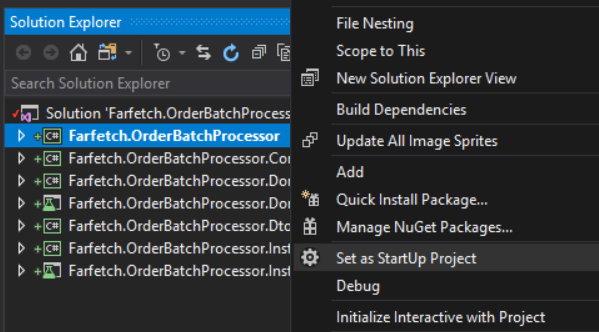 Solution Explorer
Search Solution Explorer
Solution 'Farfetch.OrderBatchProcess
C# Farfetch.OrderBatchProcessor
C# Farfetch.OrderBatchProcessor.Cor
C# Farfetch.OrderBatchProcessor.Dor
Farfetch.OrderBatchProcessor.Dor
C# Farfetch.OrderBatchProcessor.Dto
C# Farfetch.OrderBatchProcessor.Inst
Farfetch.OrderBatchProcessor.Inst
File Nesting
Scope to This
New Solution Explorer View
Build Dependencies
Update All Image Sprites
Add
Quick Install Package...
Manage NuGet Packages...
Set as StartUp Project
Debug
Initialize Interactive with Project